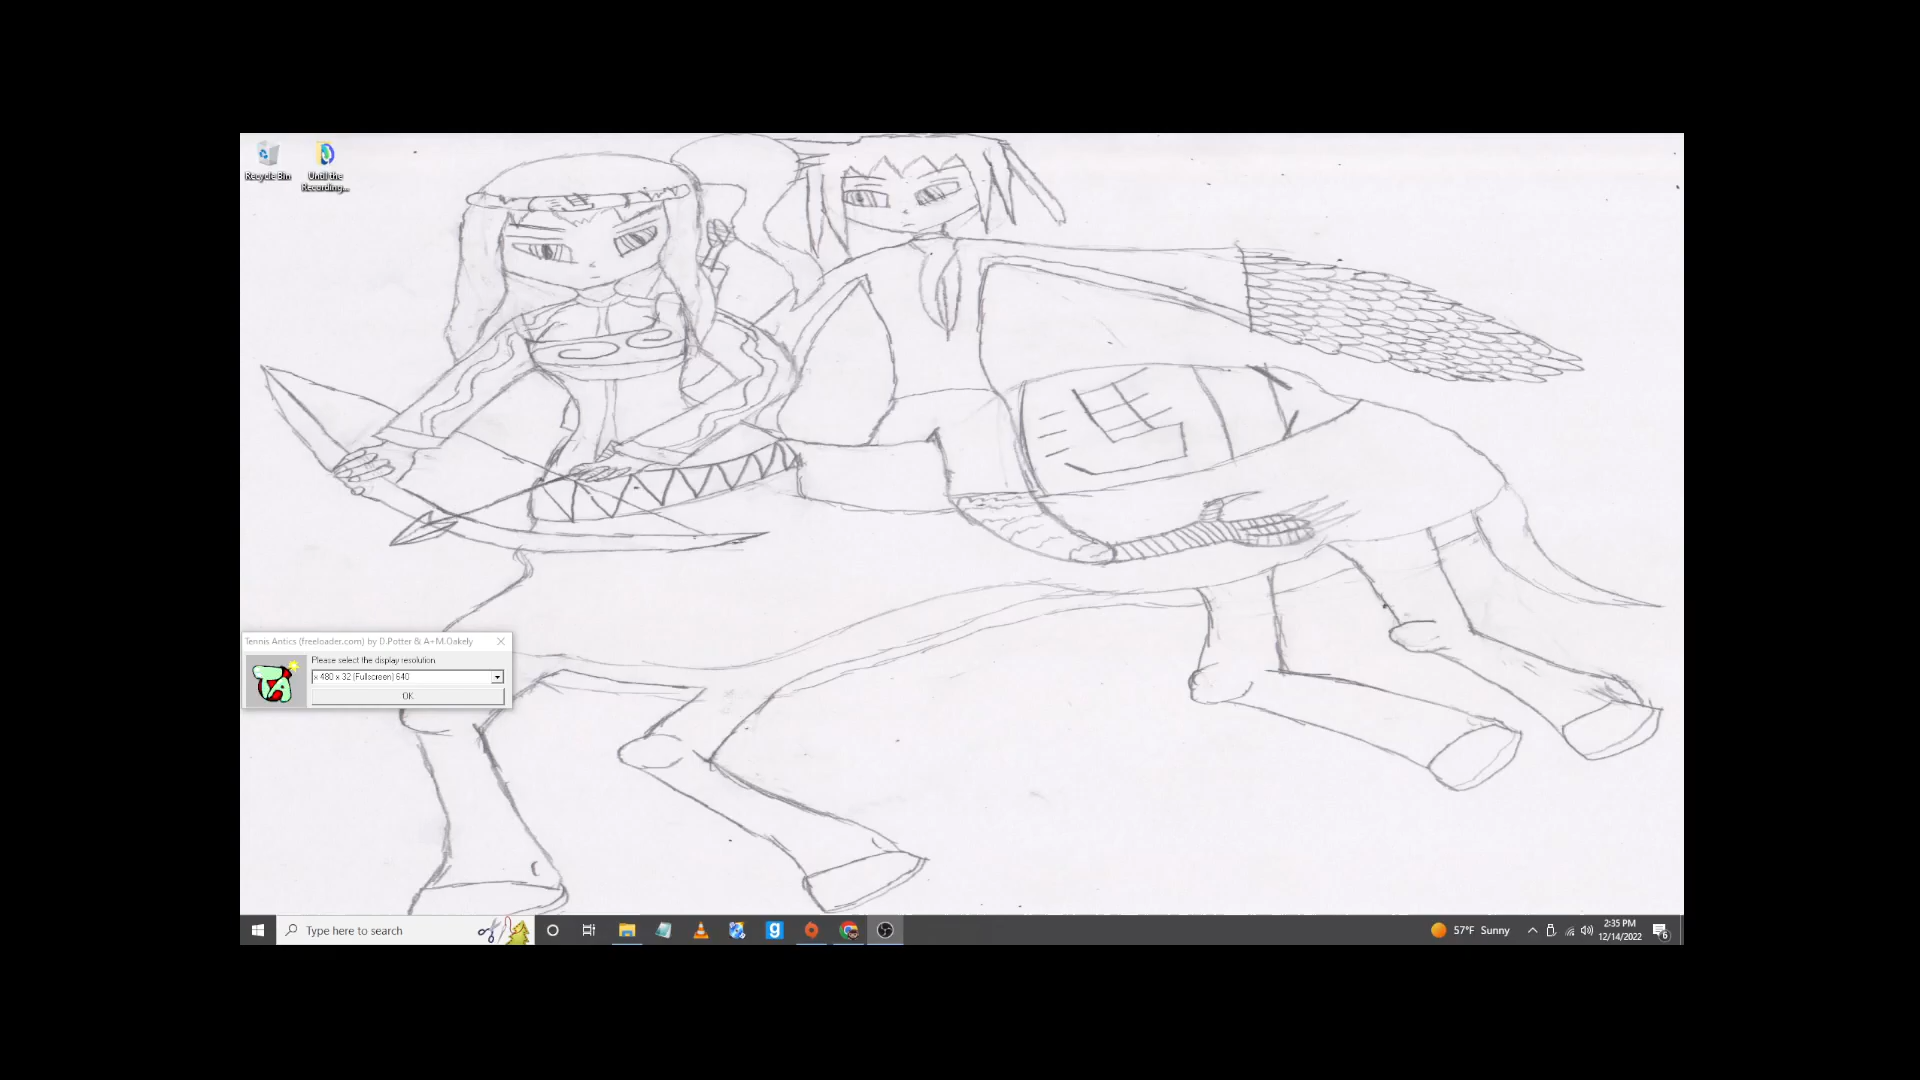 Recycle Bin
Until the
Recording...
Tennis Antics (freeloader.com) by D.Potter & A+M.Oakely
Please select the display resolution
x 480 x 32 (Fullscreen) 640
OK
Type here to search
g
57°F Sunny
2:35 PM
12/14/2022
6